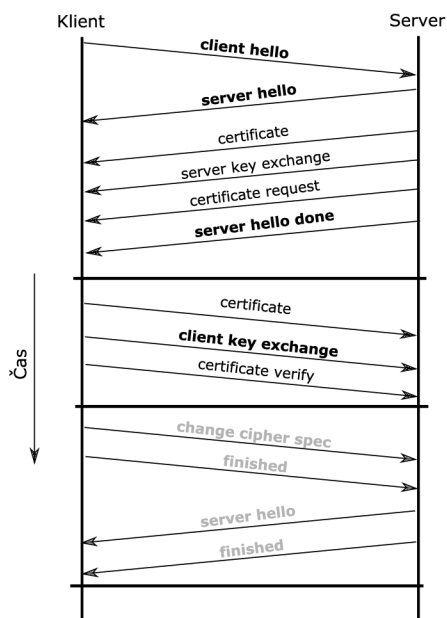 Klient
Server
client hello
server hello
certificate
server key exchange
certificate request
server hello done
Čas
certificate
client key exchange
certificate verify
change cipher spec
finished
server hello
finished